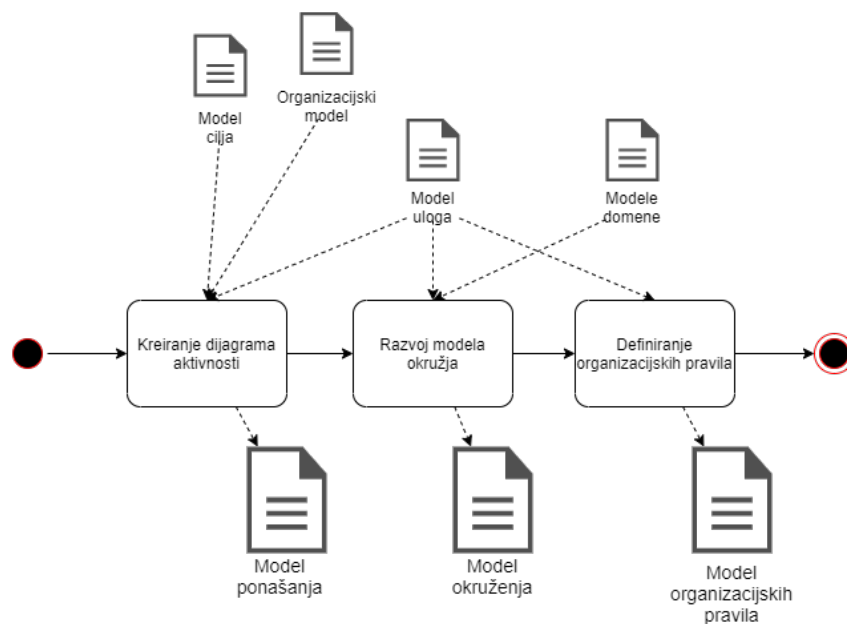 Model
cilja
Organizacijski
model
Model
uloga
Modele
domene
Kreiranje dijagrama
aktivnosti
Razvoj modela
okružja
Definiranje
organizacijskih pravila
Model
ponašanja
Model
okruženja
Model
organizacijskih
pravila